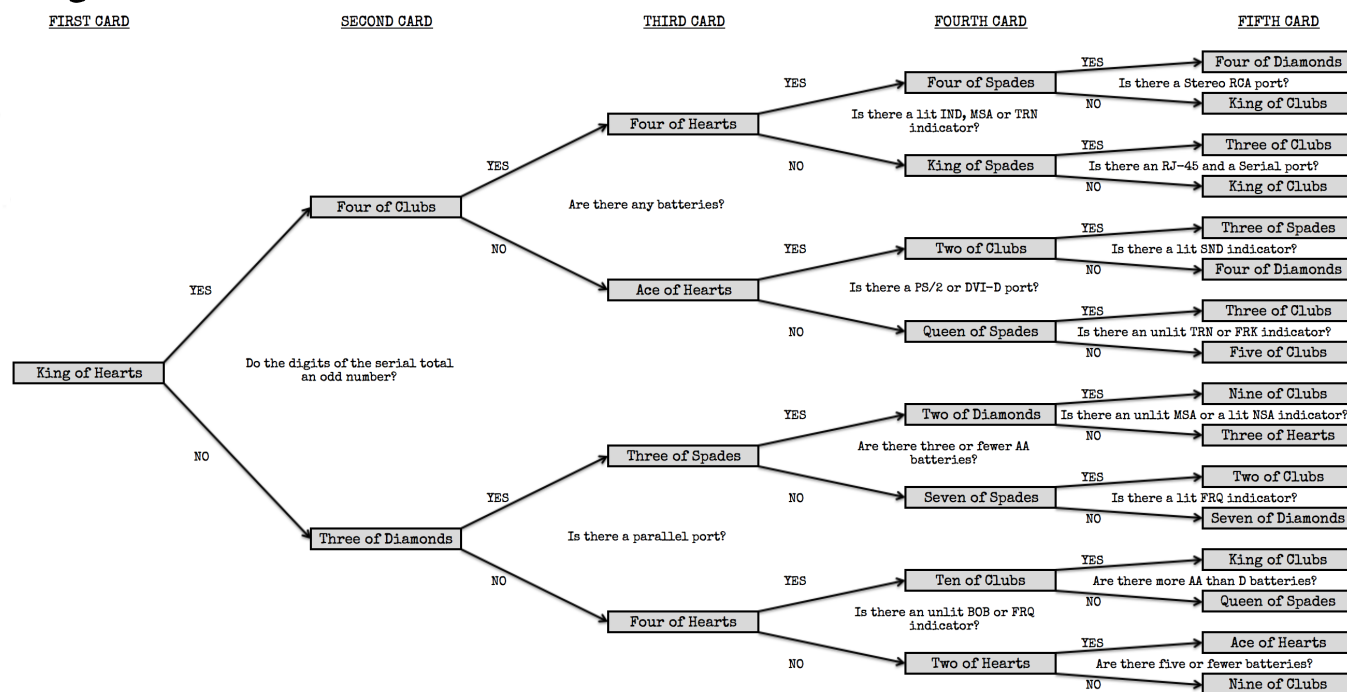 FIRST CARD
SECOND CARD
THIRD CARD
FOURTH CARD
FIFTH CARD
King of Hearts
YES
NO
Do the digits of the serial total
an odd number?
Four of Clubs
Three of Diamonds
YES
NO
Are there any batteries?
YES
NO
Is there a parallel port?
Four of Hearts
Ace of Hearts
Three of Spades
Four of Hearts
YES
NO
Is there a lit IND, MSA or TRN
indicator?
YES
NO
Is there a PS/2 or DVI-D port?
YES
NO
Are there three or fewer AA
batteries?
YES
NO
Is there an unlit BOB or FRQ
indicator?
Four of Spades
King of Spades
Two of Clubs
Queen of Spades
Two of Diamonds
Seven of Spades
Ten of Clubs
Two of Hearts
YES
Is there a Stereo RCA port?
NO
YES
Is there an RJ-45 and a Serial port?
NO
YES
Is there a lit SND indicator?
NO
YES
Is there an unlit TRN or FRK indicator?
NO
YES
Is there an unlit MSA or a lit NSA indicator?
NO
YES
Is there a lit FRQ indicator?
NO
YES
Are there more AA than D batteries?
NO
YES
Are there five or fewer batteries?
NO
Four of Diamonds
King of Clubs
Three of Clubs
King of Clubs
Three of Spades
Four of Diamonds
Three of Clubs
Five of Clubs
Nine of Clubs
Three of Hearts
Two of Clubs
Seven of Diamonds
King of Clubs
Queen of Spades
Ace of Hearts
Nine of Clubs